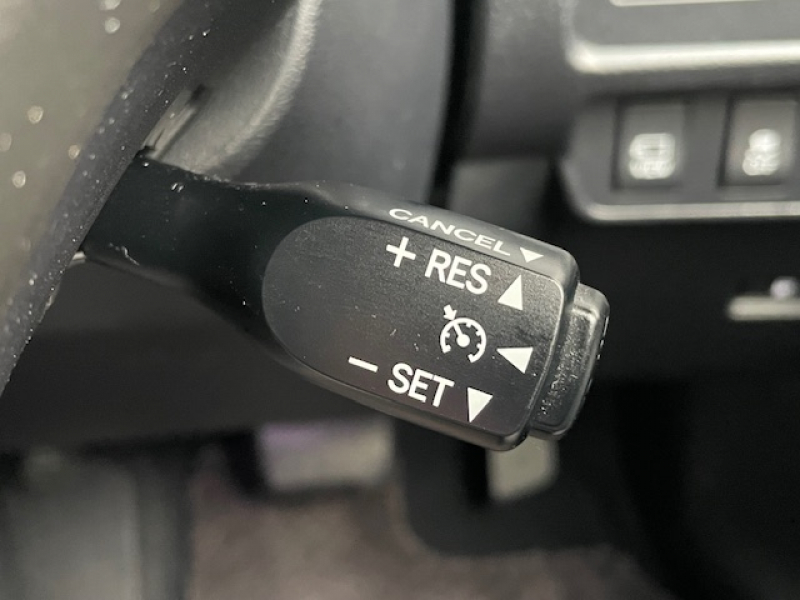 CANCEL
+ RES
- SET